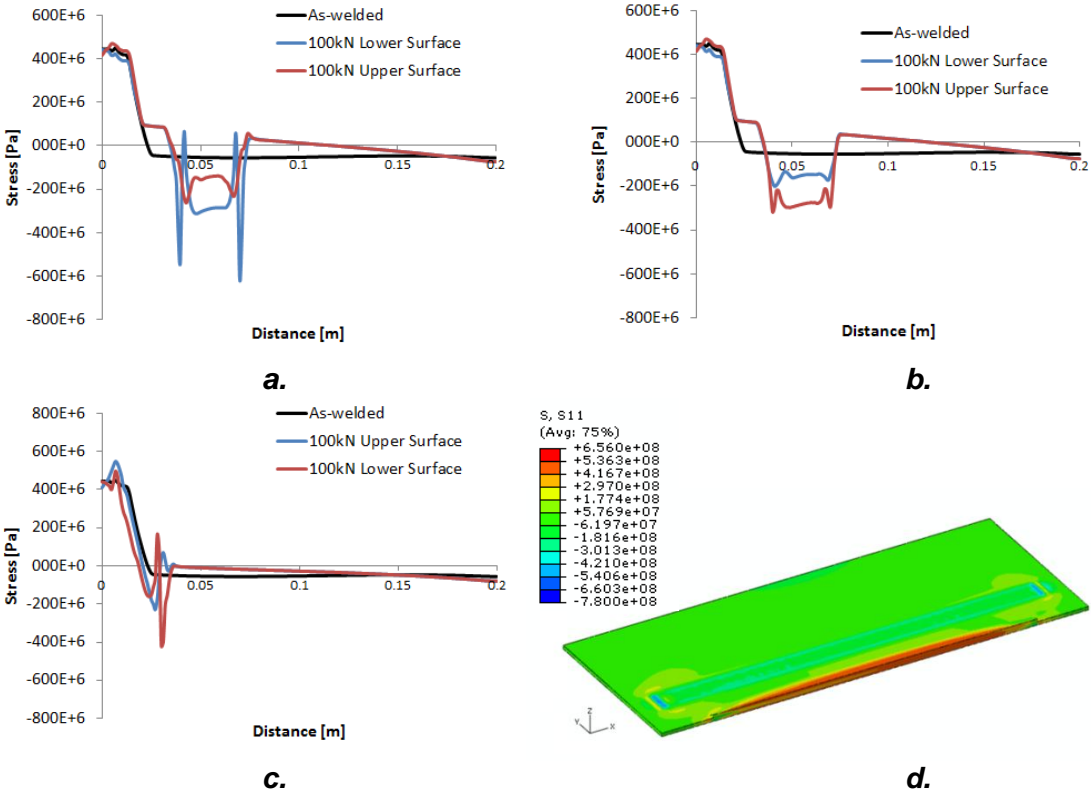 600E+6
400E+6
200E+6
000E+0
-200E+6
-400E+6
-600E+6
-800E+6
Stress [Pa]
0
0.05
0.1
0.15
0.2
Distance [m]
As-welded
100kN Lower Surface
100kN Upper Surface
a.
600E+6
400E+6
200E+6
000E+0
-200E+6
-400E+6
-600E+6
-800E+6
Stress [Pa]
0
0.05
0.1
0.15
0.2
Distance [m]
As-welded
100kN Lower Surface
100kN Upper Surface
b.
800E+6
600E+6
400E+6
200E+6
000E+0
-200E+6
-400E+6
-600E+6
-800E+6
Stress [Pa]
0
0.05
0.1
0.15
0.2
Distance [m]
As-welded
100kN Upper Surface
100kN Lower Surface
c.
S, S11
(Avg: 75%)
+6.560e+08
+5.363e+08
+4.167e+08
+2.970e+08
+1.774e+08
+5.769e+07
-6.197e+07
-1.816e+08
-3.013e+08
-4.210e+08
-5.406e+08
-6.603e+08
-7.800e+08
Z
Y
X
d.